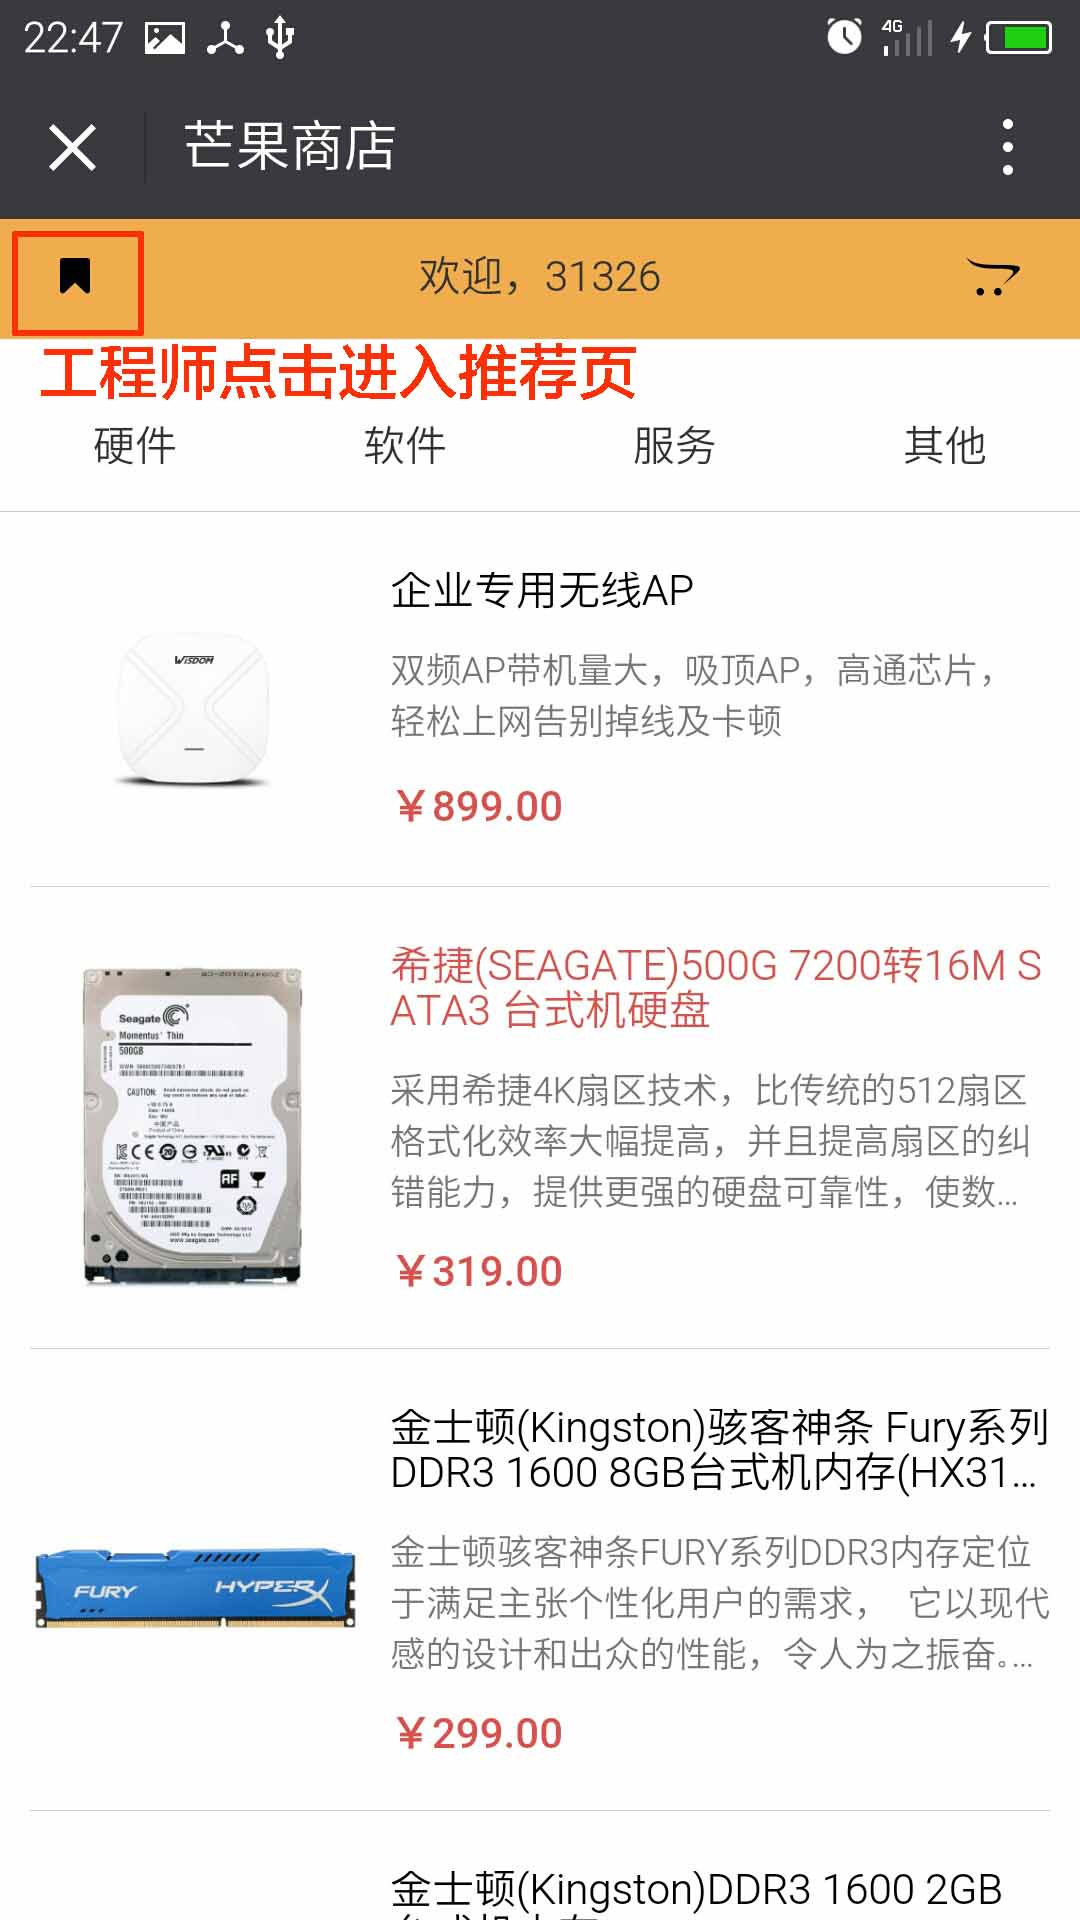 22:47
4G
芒果商店
欢迎，31326
工程师点击进入推荐页
硬件 软件 服务 其他
企业专用无线AP
WISDOM
双频AP带机量大，吸顶AP，高通芯片，
轻松上网告别掉线及卡顿
￥899.00
希捷(SEAGATE)500G 7200转16M S
ATA3 台式机硬盘
Seagate
Momentus® Thin
500GB
CAUTION:
采用希捷4K扇区技术，比传统的512扇区
格式化效率大幅提高，并且提高扇区的纠
错能力，提供更强的硬盘可靠性，使数...
￥319.00
金士顿(Kingston)骇客神条 Fury系列
DDR3 1600 8GB台式机内存(HX31...
FURY HYPERX
金士顿骇客神条FURY系列DDR3内存定位
于满足主张个性化用户的需求， 它以现代
感的设计和出众的性能，令人为之振奋。...
￥299.00
金士顿(Kingston)DDR3 1600 2GB